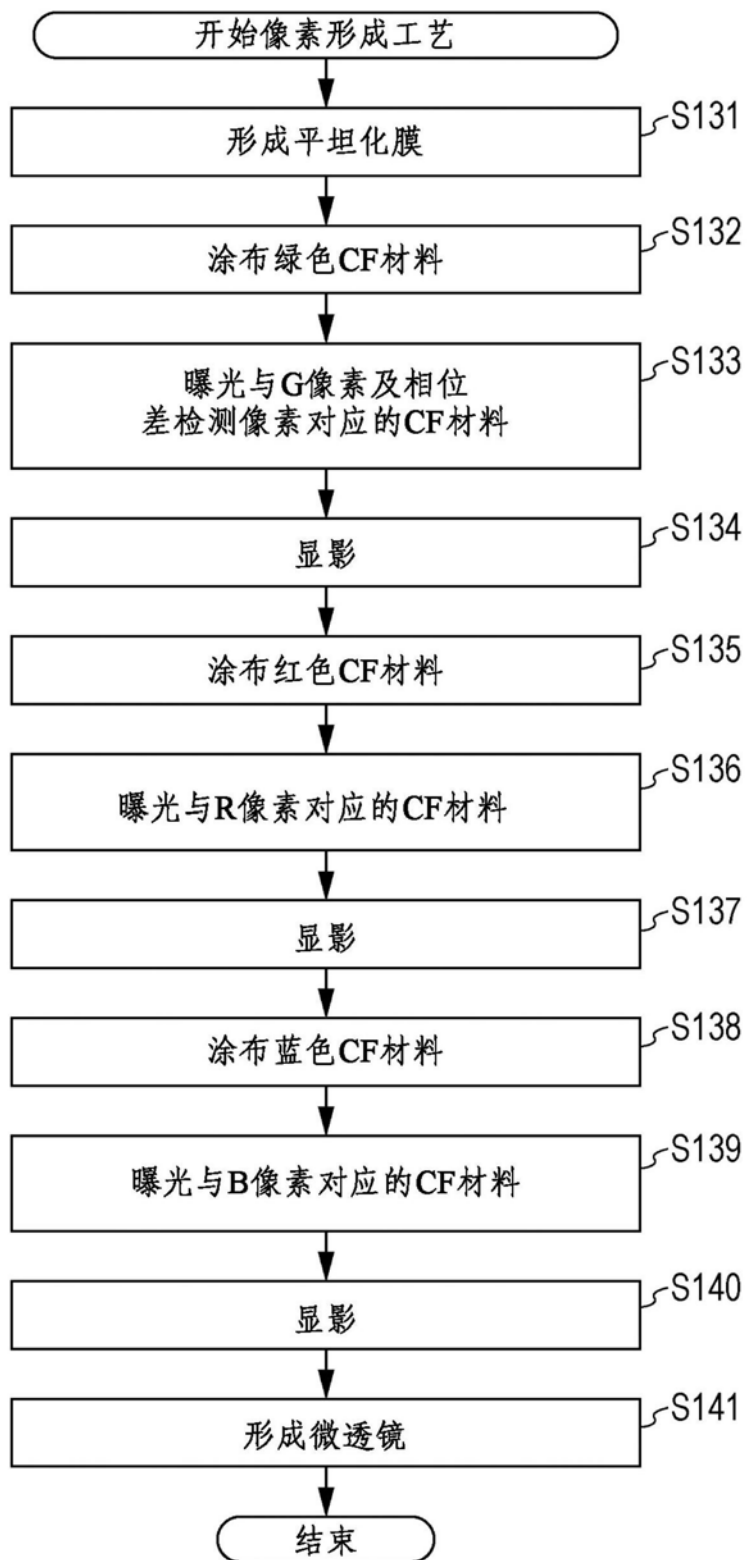 开始像素形成工艺
形成平坦化膜
S131
涂布绿色CF材料
S132
曝光与G像素及相位
差检测像素对应的CF材料
S133
显影
S134
涂布红色CF材料
S135
曝光与R像素对应的CF材料
S136
显影
S137
涂布蓝色CF材料
S138
曝光与B像素对应的CF材料
S139
显影
S140
形成微透镜
S141
结束